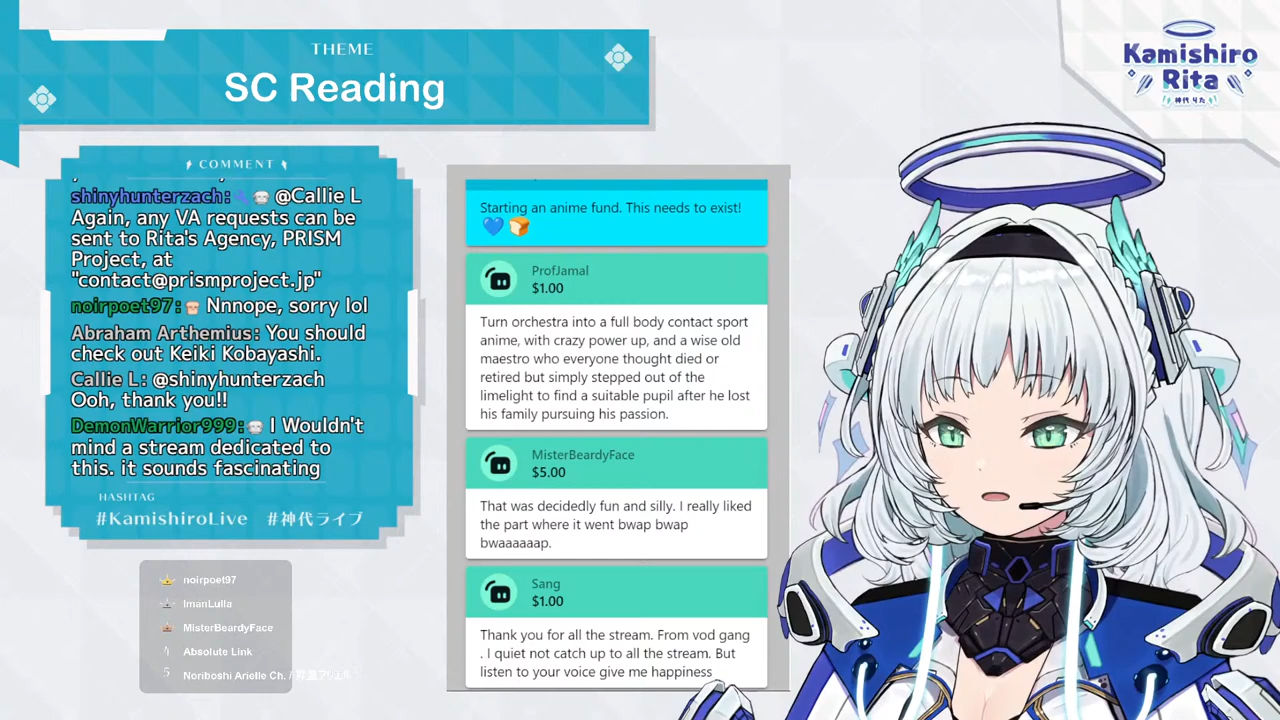 THEME
SC Reading
Kamishiro
Rita
神代りた
COMMENT
shinyhunterzach: @Callie L
Again, any VA requests can be
sent to Rita's Agency, PRISM
Project, at
"contact@prismproject.jp"
noirpoet97: Nnnope, sorry lol
Abraham Arthemius: You should
check out Keiki Kobayashi.
Callie L: @shinyhunterzach
Ooh, thank you!!
DemonWarrior999: I Wouldn't
mind a stream dedicated to
this. it sounds fascinating
HASHTAG
#KamishiroLive #神代ライブ
noirpoet97
ImanLulla
MisterBeardyFace
4 Absolute Link
5 Noriboshi Arielle Ch. /
Starting an anime fund. This needs to exist!
💙 🍞
ProfJamal
$1.00
Turn orchestra into a full body contact sport
anime, with crazy power up, and a wise old
maestro who everyone thought died or
retired but simply stepped out of the
limelight to find a suitable pupil after he lost
his family pursuing his passion.
MisterBeardyFace
$5.00
That was decidedly fun and silly. I really liked
the part where it went bwap bwap
bwaaaaaap.
Sang
$1.00
Thank you for all the stream. From vod gang
. I quiet not catch up to all the stream. But
listen to your voice give me happiness